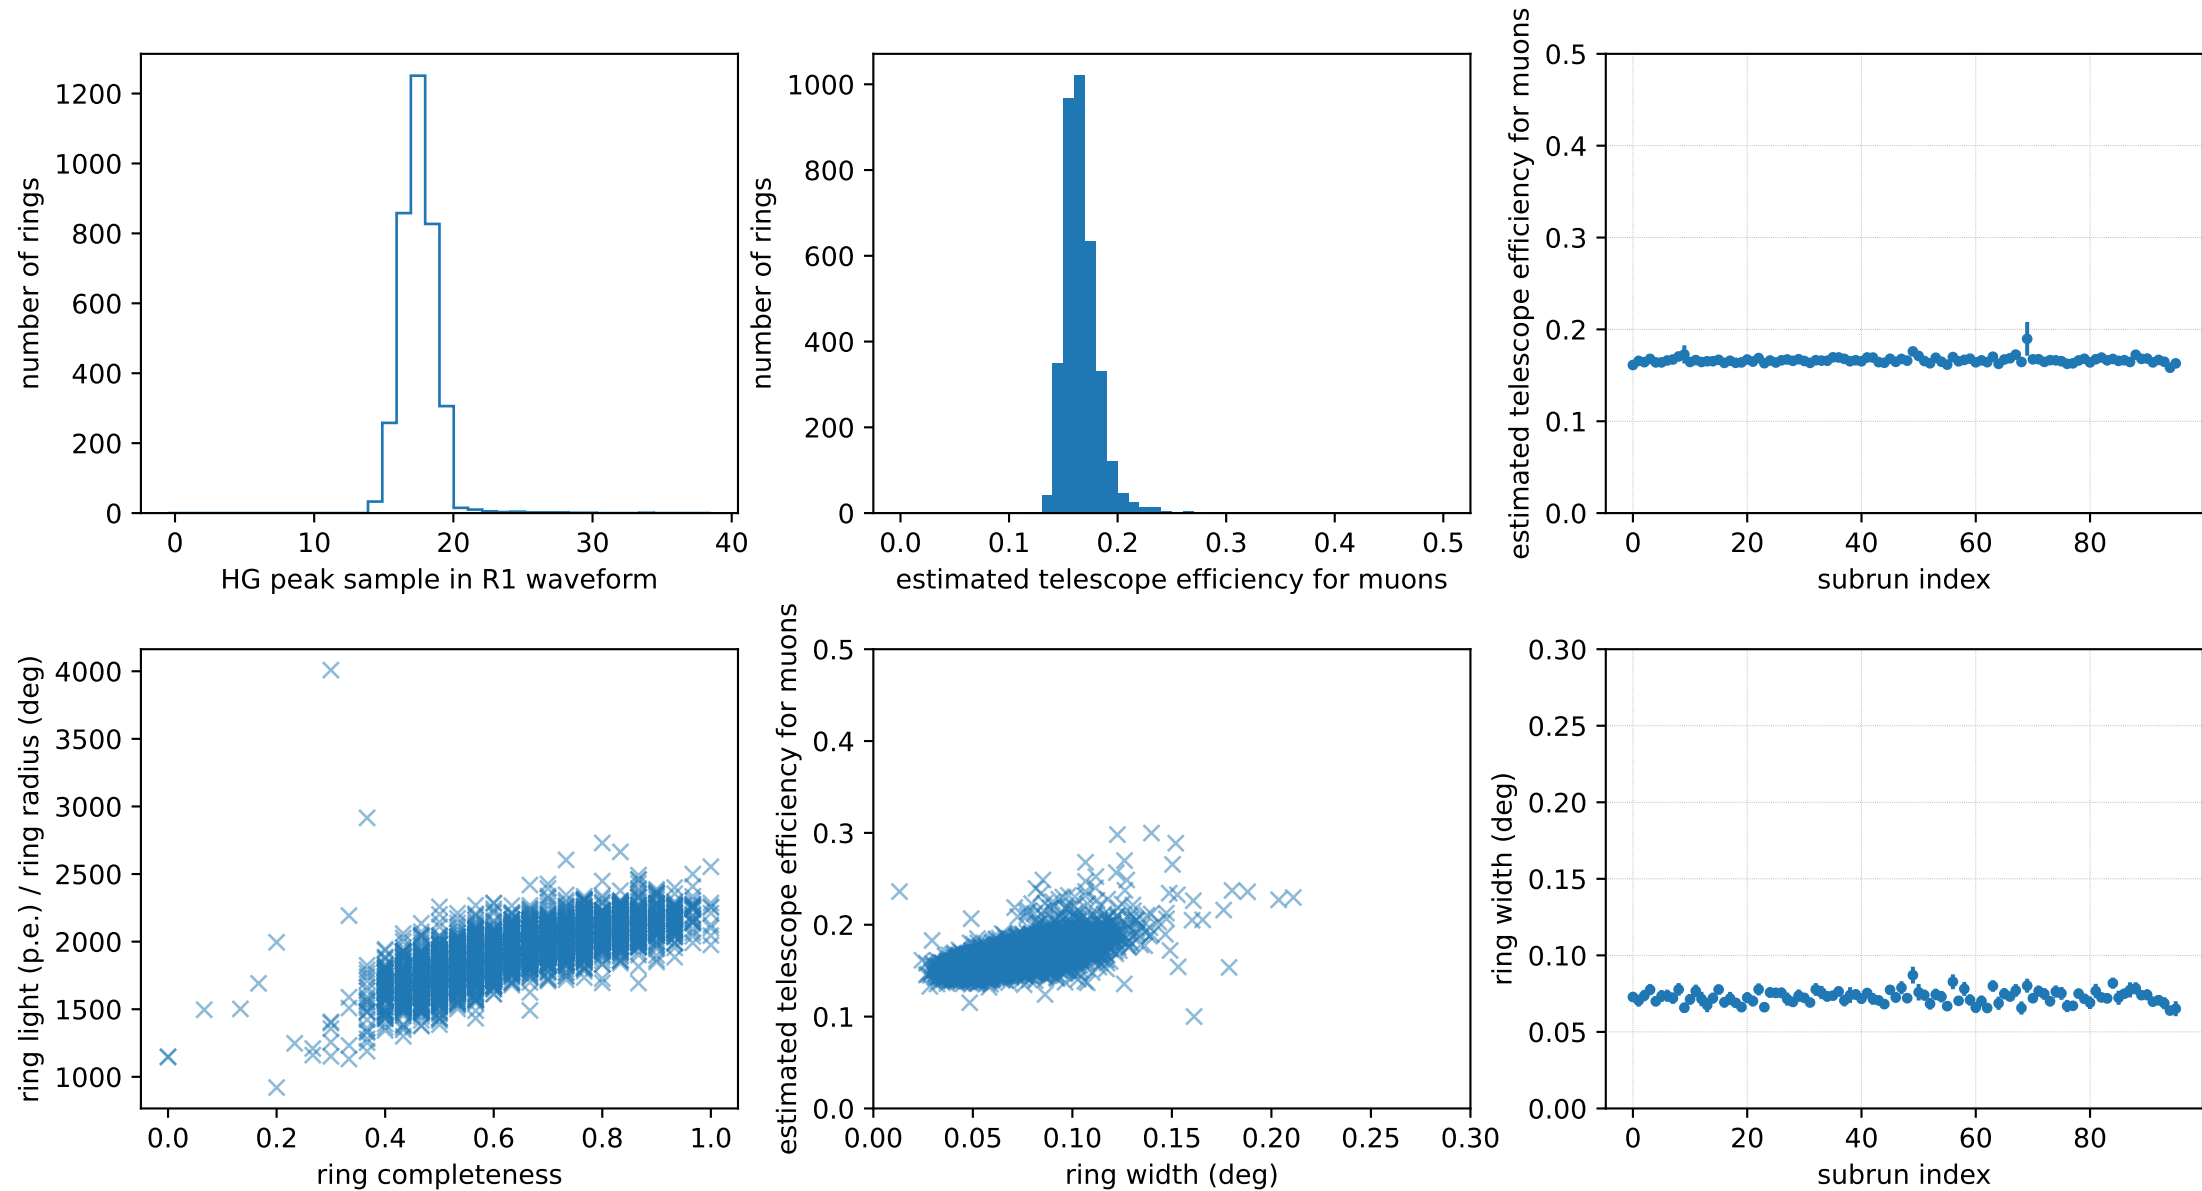 number of rings
1200
1000
800
600
400
200
0
0 10 20 30 40
HG peak sample in R1 waveform
number of rings
1000
800
600
400
200
0
0.0 0.1 0.2 0.3 0.4 0.5
estimated telescope efficiency for muons
estimated telescope efficiency for muons
0.5
0.4
0.3
0.2
0.1
0.0
0 20 40 60 80
subrun index
ring light (p.e.) / ring radius (deg)
4000
3500
3000
2500
2000
1500
1000
0.0 0.2 0.4 0.6 0.8 1.0
ring completeness
estimated telescope efficiency for muons
0.5
0.4
0.3
0.2
0.1
0.0
0.00 0.05 0.10 0.15 0.20 0.25 0.30
ring width (deg)
ring width (deg)
0.30
0.25
0.20
0.15
0.10
0.05
0.00
0 20 40 60 80
subrun index